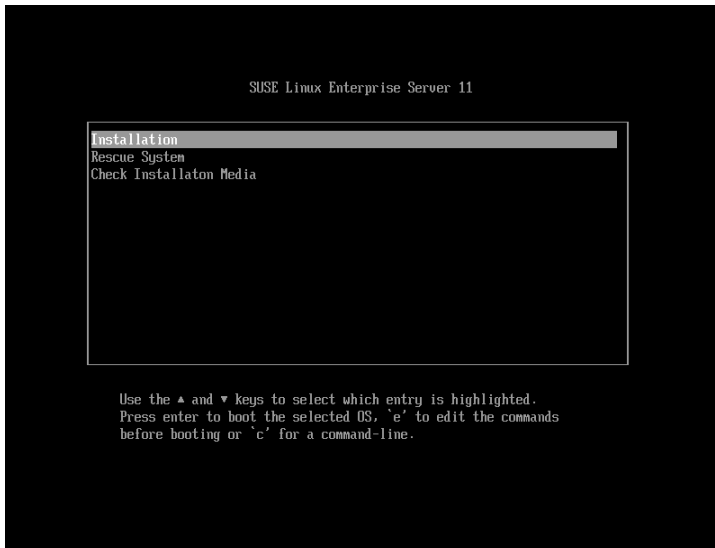 SUSE Linux Enterprise Server 11
Installation
Rescue System
Check Installaton Media
Use the ▲ and ▼ keys to select which entry is highlighted.
Press enter to boot the selected OS, `e' to edit the commands
before booting or `c' for a command-line.